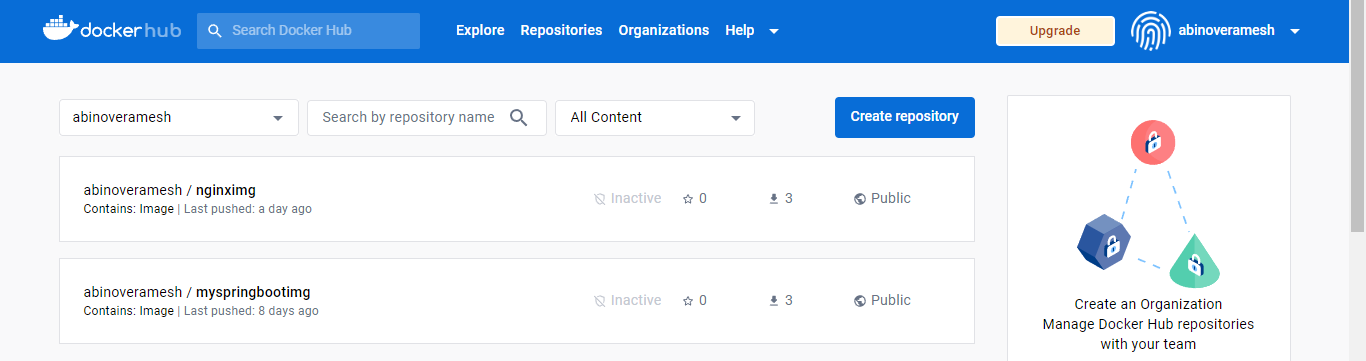 dockerhub
Search Docker Hub
Explore
Repositories
Organizations
Help
Upgrade
abinoveramesh
abinoveramesh
Search by repository name
All Content
Create repository
abinoveramesh / nginximg
Contains: Image | Last pushed: a day ago
Inactive
0
3
Public
abinoveramesh / myspringbootimg
Contains: Image | Last pushed: 8 days ago
Inactive
0
3
Public
Create an Organization
Manage Docker Hub repositories
with your team